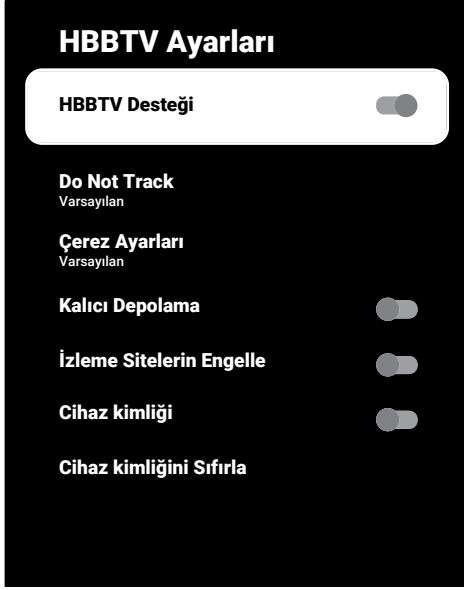 HBBTV Ayarları
HBBTV Desteği
Do Not Track
Varsayılan
Çerez Ayarları
Varsayılan
Kalıcı Depolama
İzleme Sitelerin Engelle
Cihaz kimliği
Cihaz kimliğini Sıfırla